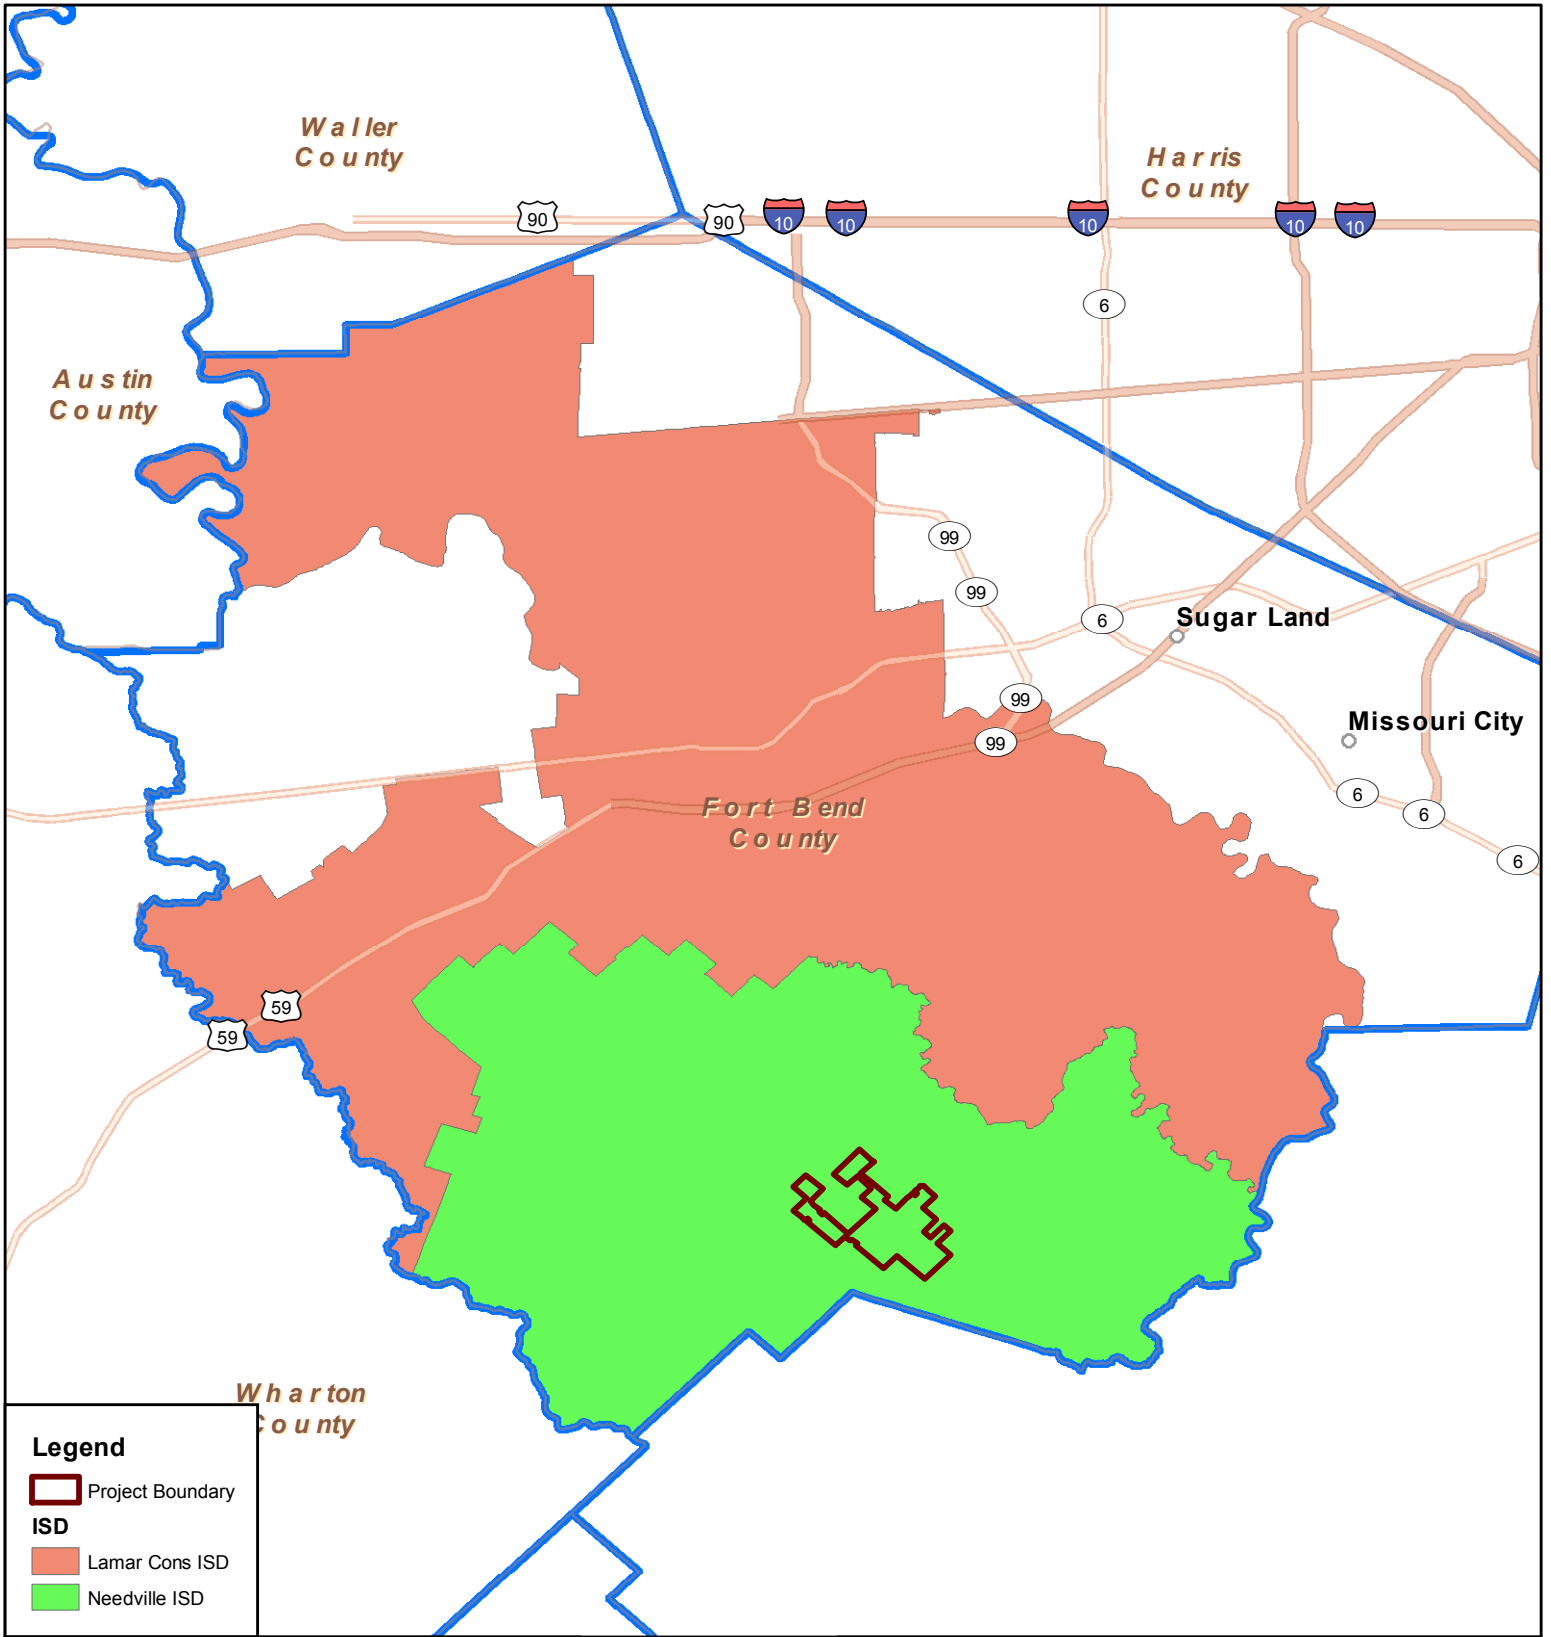 Waller
County
Harris
County
90
90
10
10
10
10
10
6
Austin
County
99
99
6
Sugar Land
99
Missouri City
99
6
Fort Bend
County
6
6
59
59
Wharton
County
Legend
Project Boundary
ISD
Lamar Cons ISD
Needville ISD